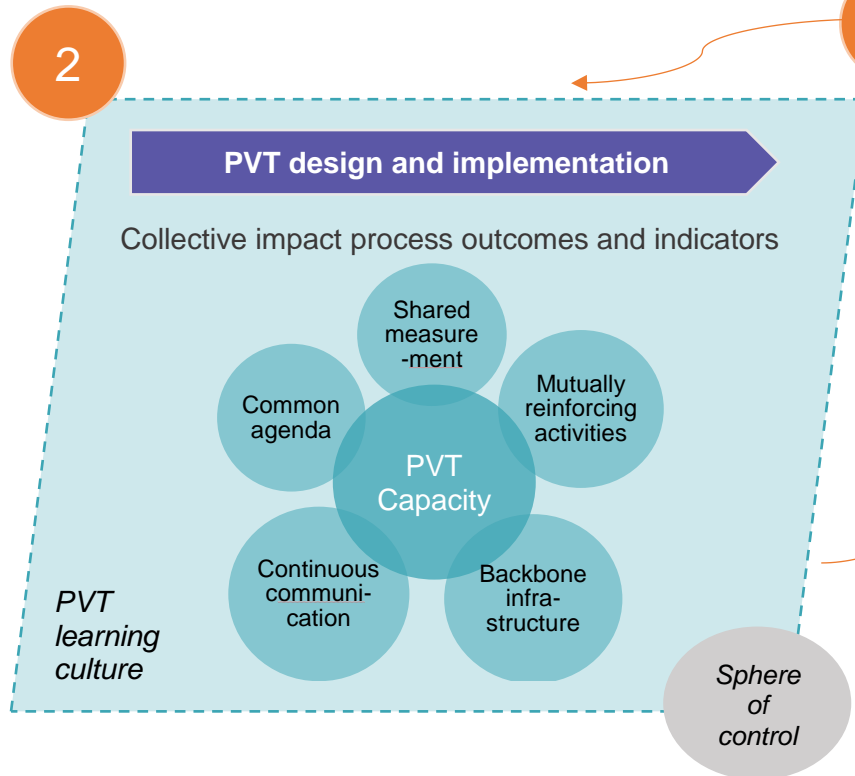 2
PVT design and implementation
Collective impact process outcomes and indicators
Shared
measure
-ment
Common
agenda
Mutually
reinforcing
activities
PVT
Capacity
Continuous
communi-
cation
Backbone
infra-
structure
PVT
learning
culture
Sphere
of
control